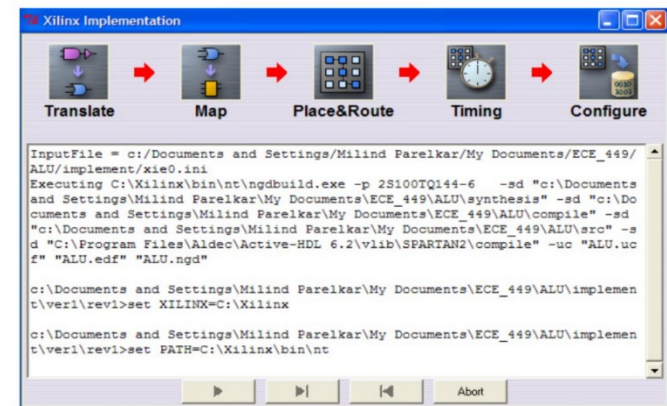 Xilinx Implementation
Translate Map Place&Route Timing Configure
InputFile = c:/Documents and Settings/Milind Parelkar/My Documents/ECE_449/
ALU/implement/xie0.ini
Executing C:\Xilinx\bin\nt\ngdbuild.exe -p 2S100TQ144-6 -sd "c:\Documents
and Settings\Milind Parelkar\My Documents\ECE_449\ALU\synthesis" -sd "c:\Do
cuments and Settings\Milind Parelkar\My Documents\ECE_449\ALU\compile" -sd
"c:\Documents and Settings\Milind Parelkar\My Documents\ECE_449\ALU\src" -s
d "C:\Program Files\Aldec\Active-HDL 6.2\vlib\SPARTAN2\compile" -uc "ALU.uc
f" "ALU.edf" "ALU.ngd"
c:\Documents and Settings\Milind Parelkar\My Documents\ECE_449\ALU\implemen
t\ver1\rev1>set XILINX=C:\Xilinx
c:\Documents and Settings\Milind Parelkar\My Documents\ECE_449\ALU\implemen
t\ver1\rev1>set PATH=C:\Xilinx\bin\nt
Abort